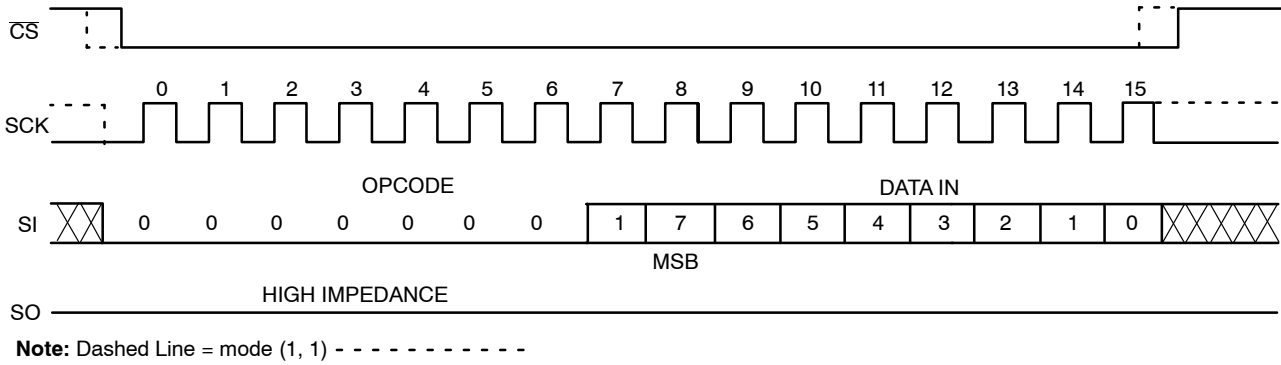 CS
0 1 2 3 4 5 6 7 8 9 10 11 12 13 14 15
SCK
OPCODE DATA IN
SI 0 0 0 0 0 0 0 1 7 6 5 4 3 2 1 0
MSB
HIGH IMPEDANCE
SO
Note: Dashed Line = mode (1, 1) - - - - - - - - - - - -